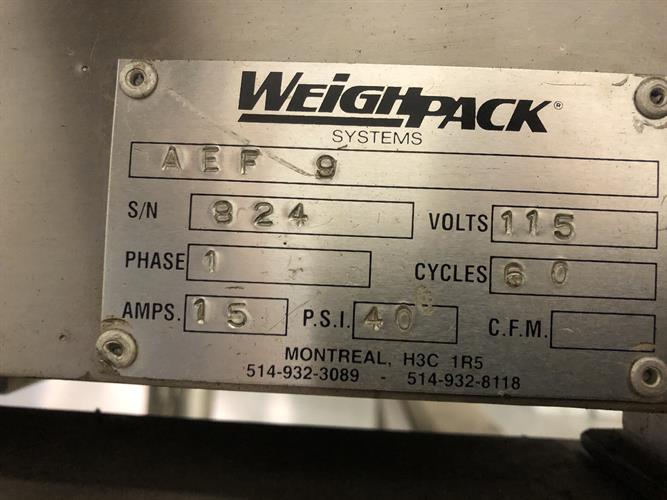 WEIGHPACK®
SYSTEMS
AEF 9
S/N 824 VOLTS 115
PHASE 1 CYCLES 60
AMPS. 15 P.S.I. 40 C.F.M.
MONTREAL, H3C 1R5
514-932-3089 - 514-932-8118